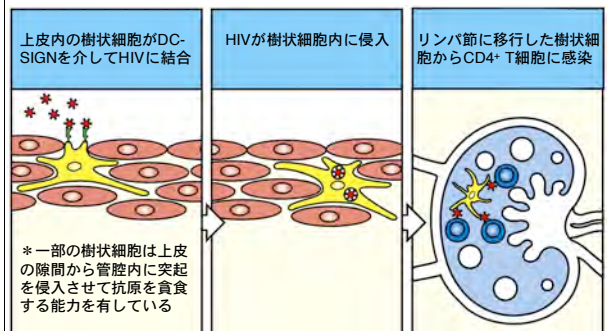 上皮内の樹状細胞がDC-
SIGNを介してHIVに結合
HIVが樹状細胞内に侵入
リンパ節に移行した樹状細
胞からCD4⁺ T細胞に感染
＊一部の樹状細胞は上皮
の隙間から管腔内に突起
を侵入させて抗原を貪食
する能力を有している